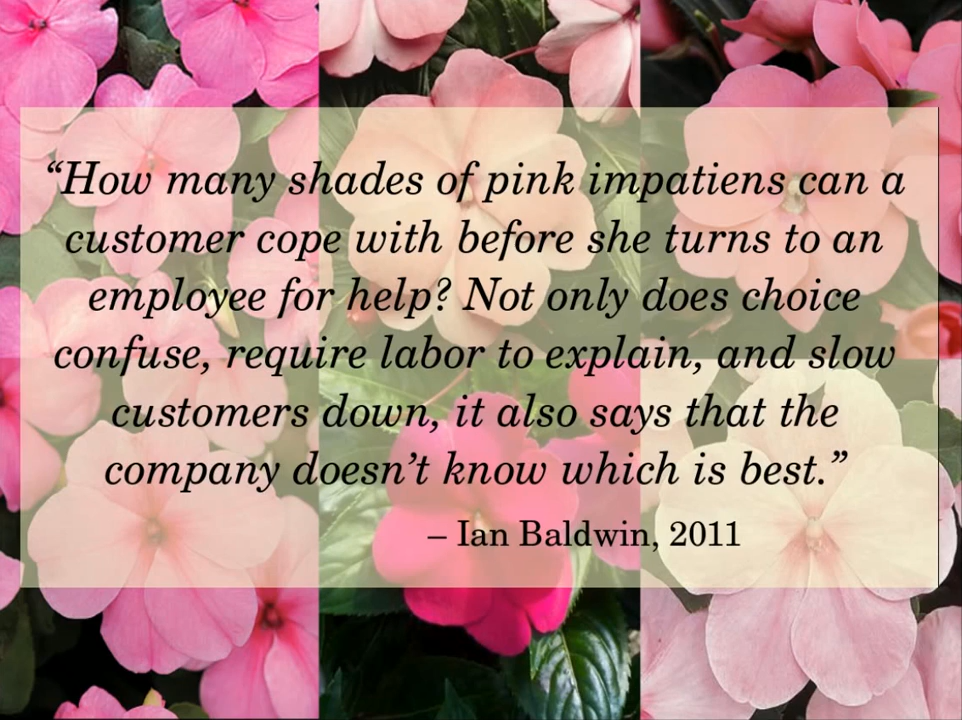 “How many shades of pink impatiens can a
customer cope with before she turns to an
employee for help? Not only does choice
confuse, require labor to explain, and slow
customers down, it also says that the
company doesn’t know which is best.”
– Ian Baldwin, 2011